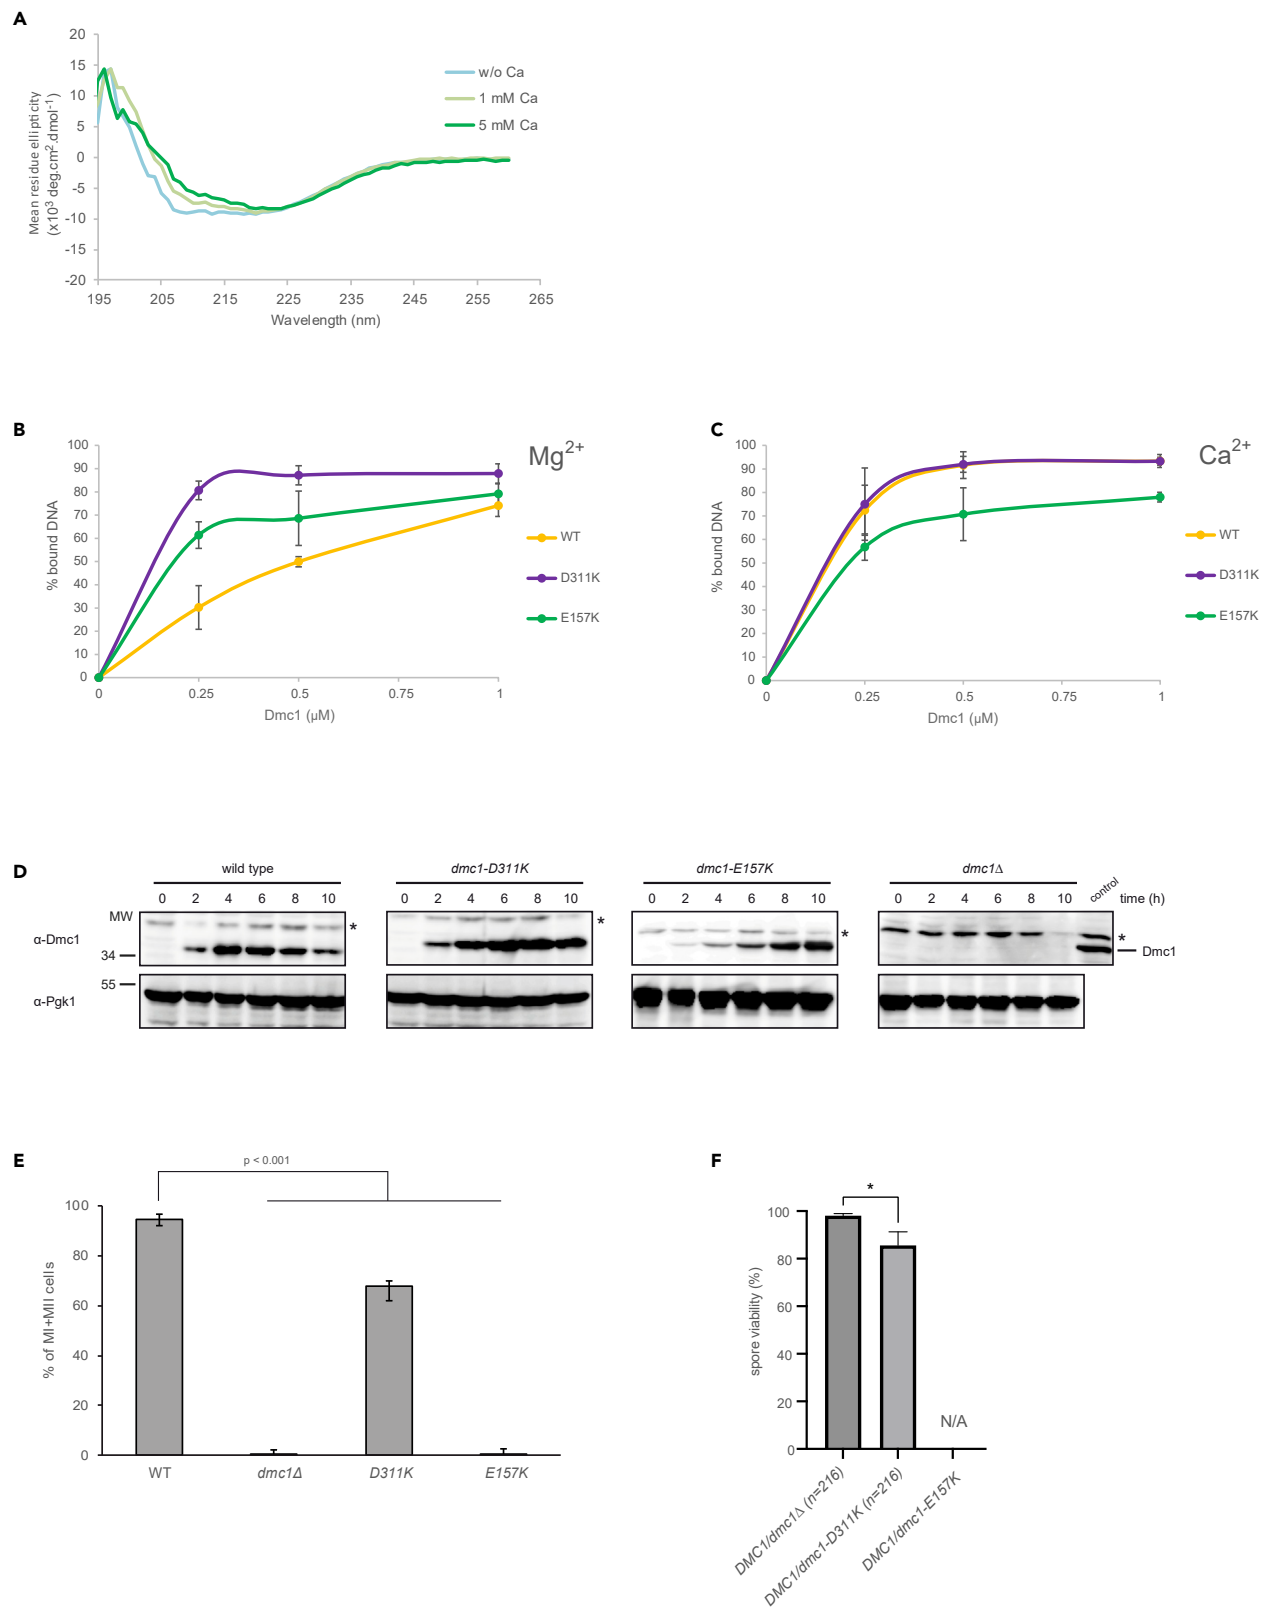 A
20
15
10
5
0
-5
-10
-15
-20
Mean residue ellipticity
(x10³ deg.cm².dmol⁻¹)
w/o Ca
1 mM Ca
5 mM Ca
195 205 215 225 235 245 255 265
Wavelength (nm)
B
100
90
80
70
60
50
40
30
20
10
0
% bound DNA
Mg²⁺
WT
D311K
E157K
0 0.25 0.5 0.75 1
Dmc1 (µM)
C
100
90
80
70
60
50
40
30
20
10
0
% bound DNA
Ca²⁺
WT
D311K
E157K
0 0.25 0.5 0.75 1
Dmc1 (µM)
D
wild type dmc1-D311K dmc1-E157K dmc1Δ
0 2 4 6 8 10 0 2 4 6 8 10 0 2 4 6 8 10 0 2 4 6 8 10 control time (h)
MW
α-Dmc1
* * * *
34
Dmc1
55
α-Pgk1
E
p < 0.001
100
80
60
40
20
0
% of MI+MII cells
WT dmc1Δ D311K E157K
F
*
100
80
60
40
20
0
spore viability (%)
N/A
DMC1/dmc1Δ (n=216)
DMC1/dmc1-D311K (n=216)
DMC1/dmc1-E157K